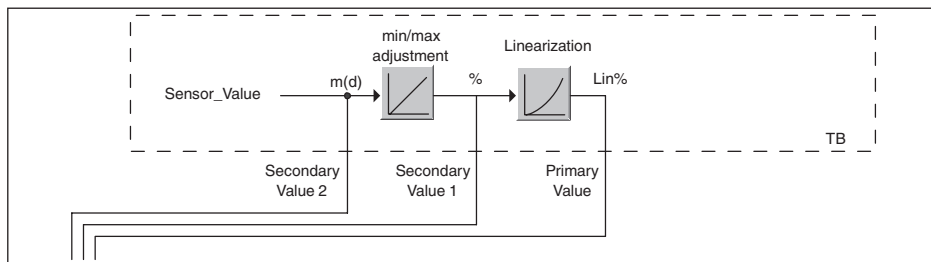 min/max
adjustment
Linearization
Sensor_Value
m(d)
%
Lin%
TB
Secondary
Value 2
Secondary
Value 1
Primary
Value